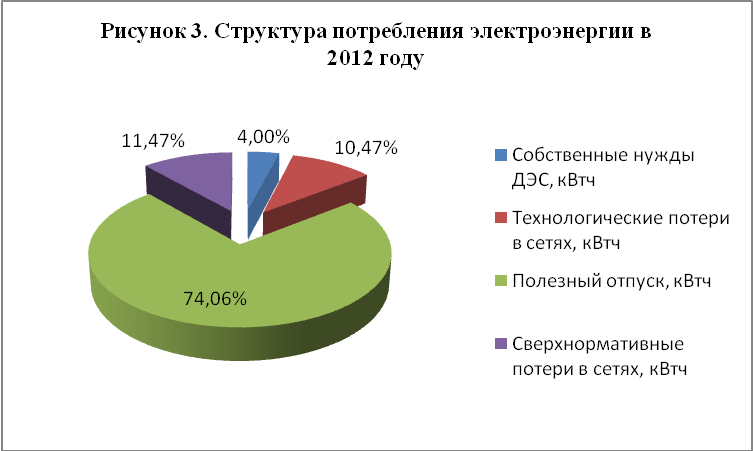 Рисунок 3. Структура потребления электроэнергии в
2012 году
11,47%
4,00%
10,47%
74,06%
Собственные нужды
ДЭС, кВтч
Технологические потери
в сетях, кВтч
Полезный отпуск, кВтч
Сверхнормативные
потери в сетях, кВтч